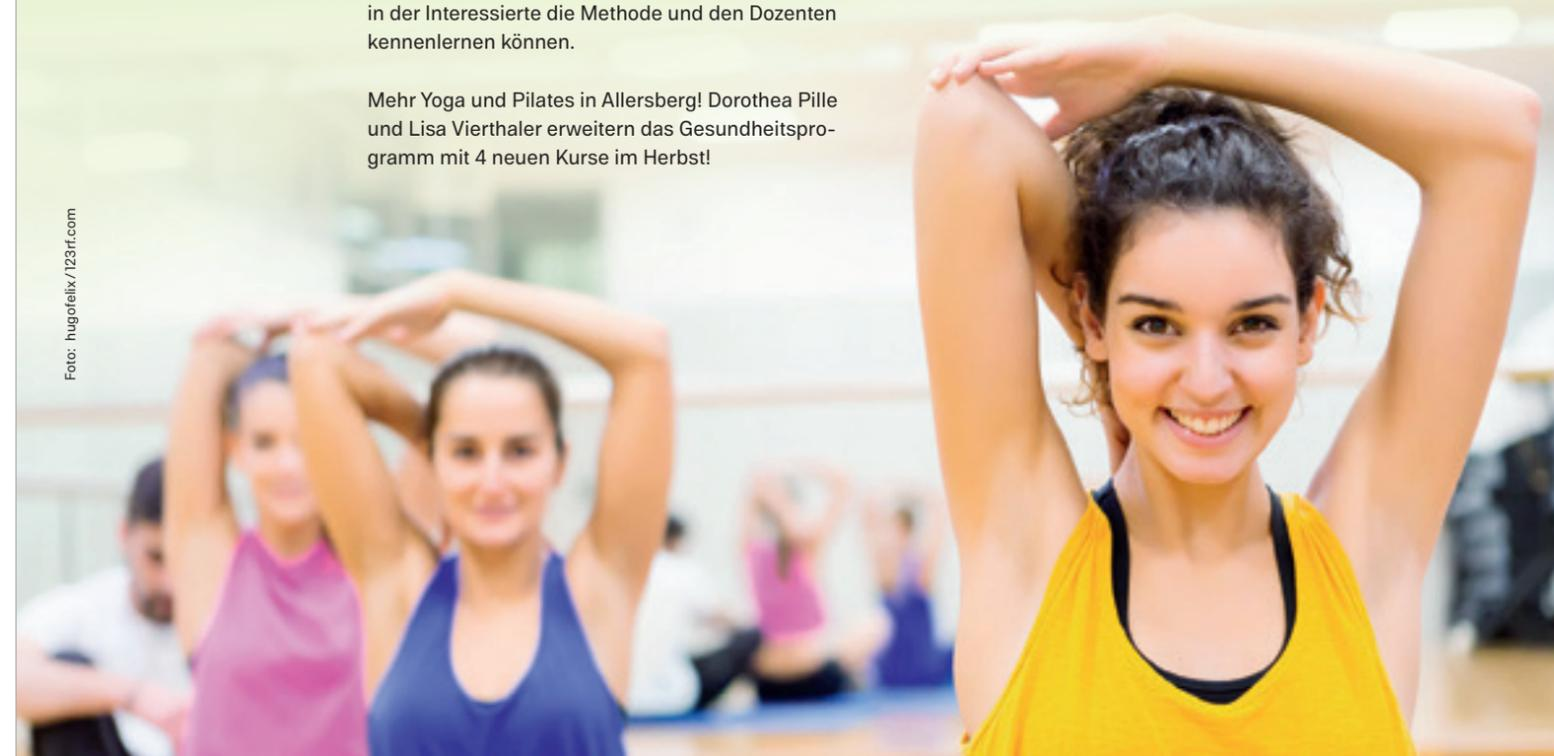 in der Interessierte die Methode und den Dozenten
kennenlernen können.
Mehr Yoga und Pilates in Allersberg! Dorothea Pille
und Lisa Vierthaler erweitern das Gesundheitspro-
gramm mit 4 neuen Kurse im Herbst!
Foto: hugofelix/123rf.com